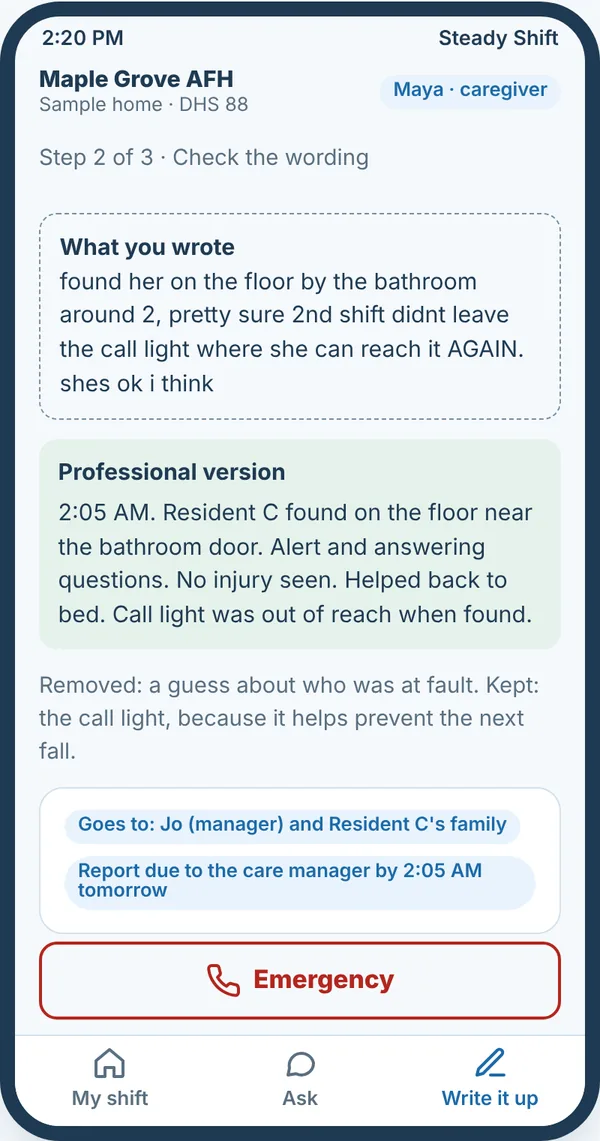 2:20 PM Steady Shift
Maple Grove AFH
Sample home · DHS 88
Maya · caregiver
Step 2 of 3 · Check the wording
What you wrote
found her on the floor by the bathroom
around 2, pretty sure 2nd shift didnt leave
the call light where she can reach it AGAIN.
shes ok i think
Professional version
2:05 AM. Resident C found on the floor near
the bathroom door. Alert and answering
questions. No injury seen. Helped back to
bed. Call light was out of reach when found.
Removed: a guess about who was at fault. Kept:
the call light, because it helps prevent the next
fall.
Goes to: Jo (manager) and Resident C's family
Report due to the care manager by 2:05 AM
tomorrow
Emergency
My shift Ask Write it up